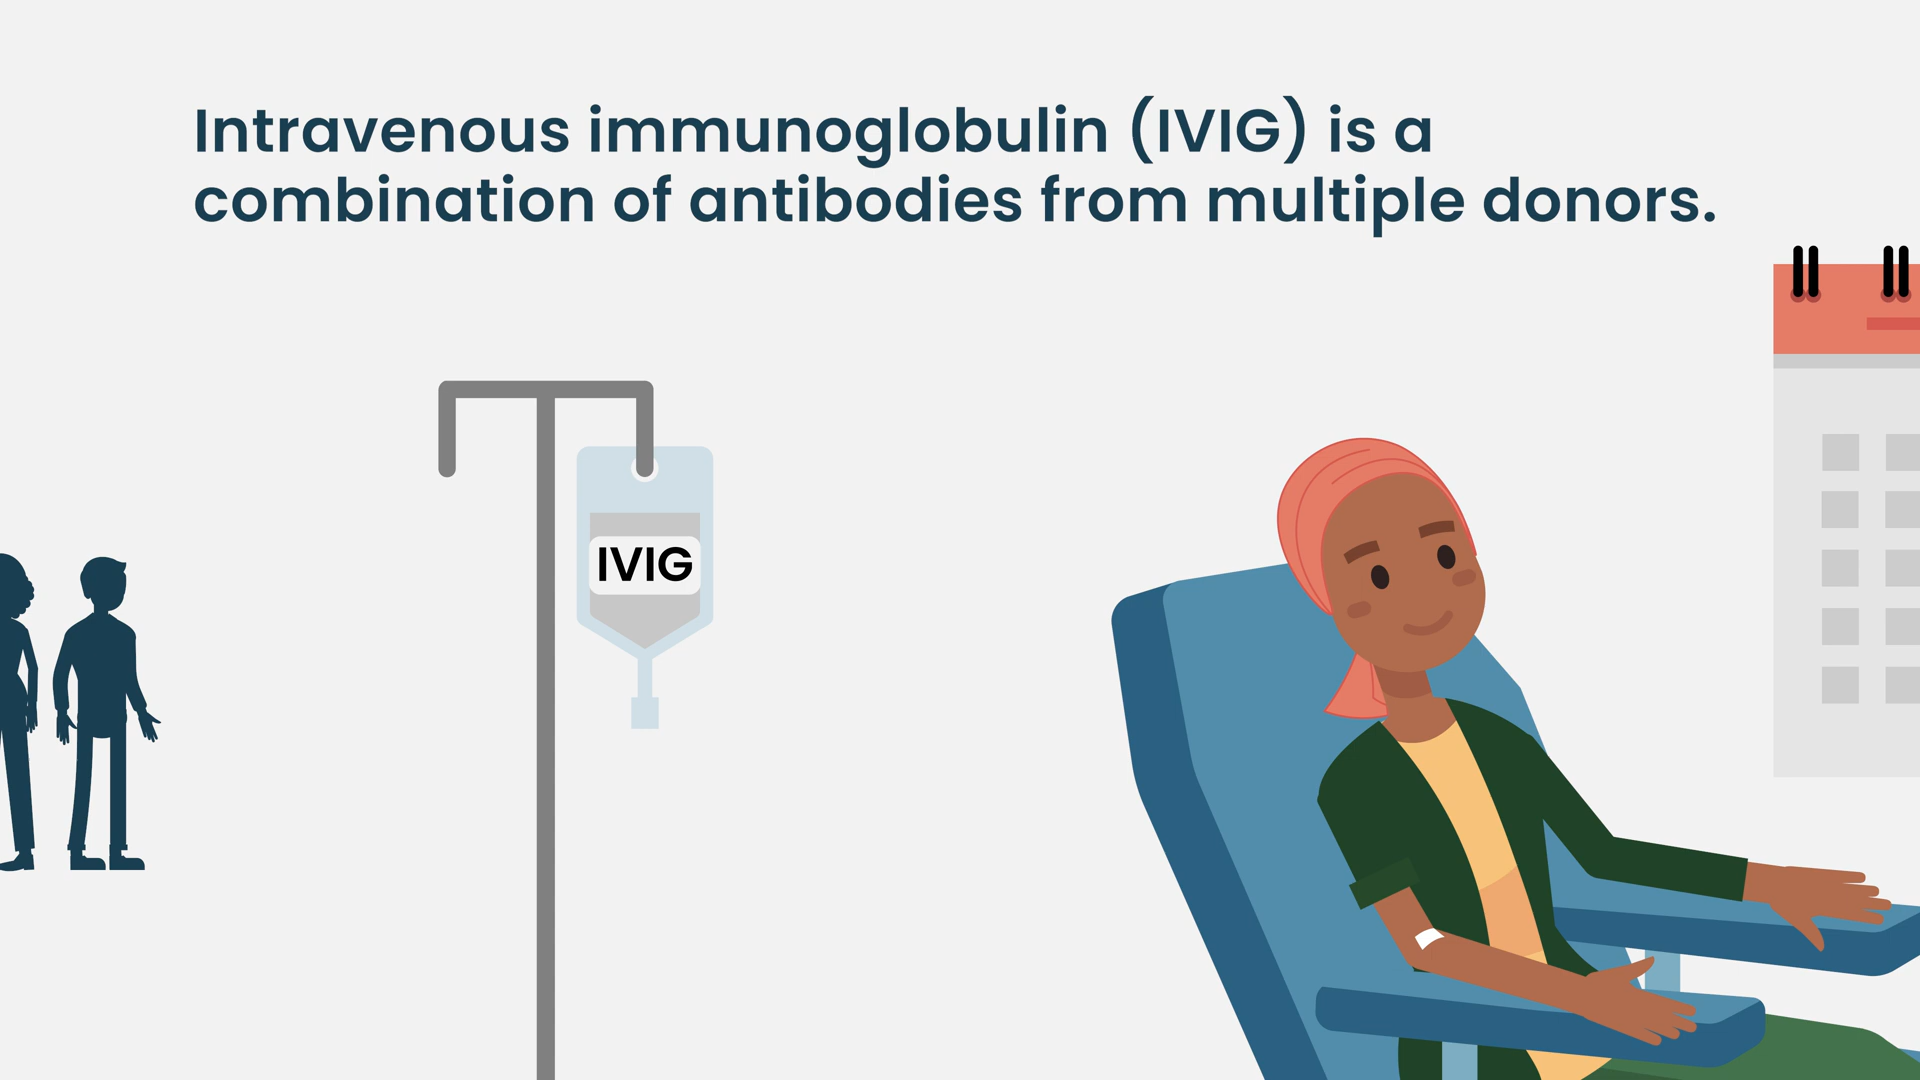 Intravenous immunoglobulin (IVIG) is a
combination of antibodies from multiple donors.
IVIG